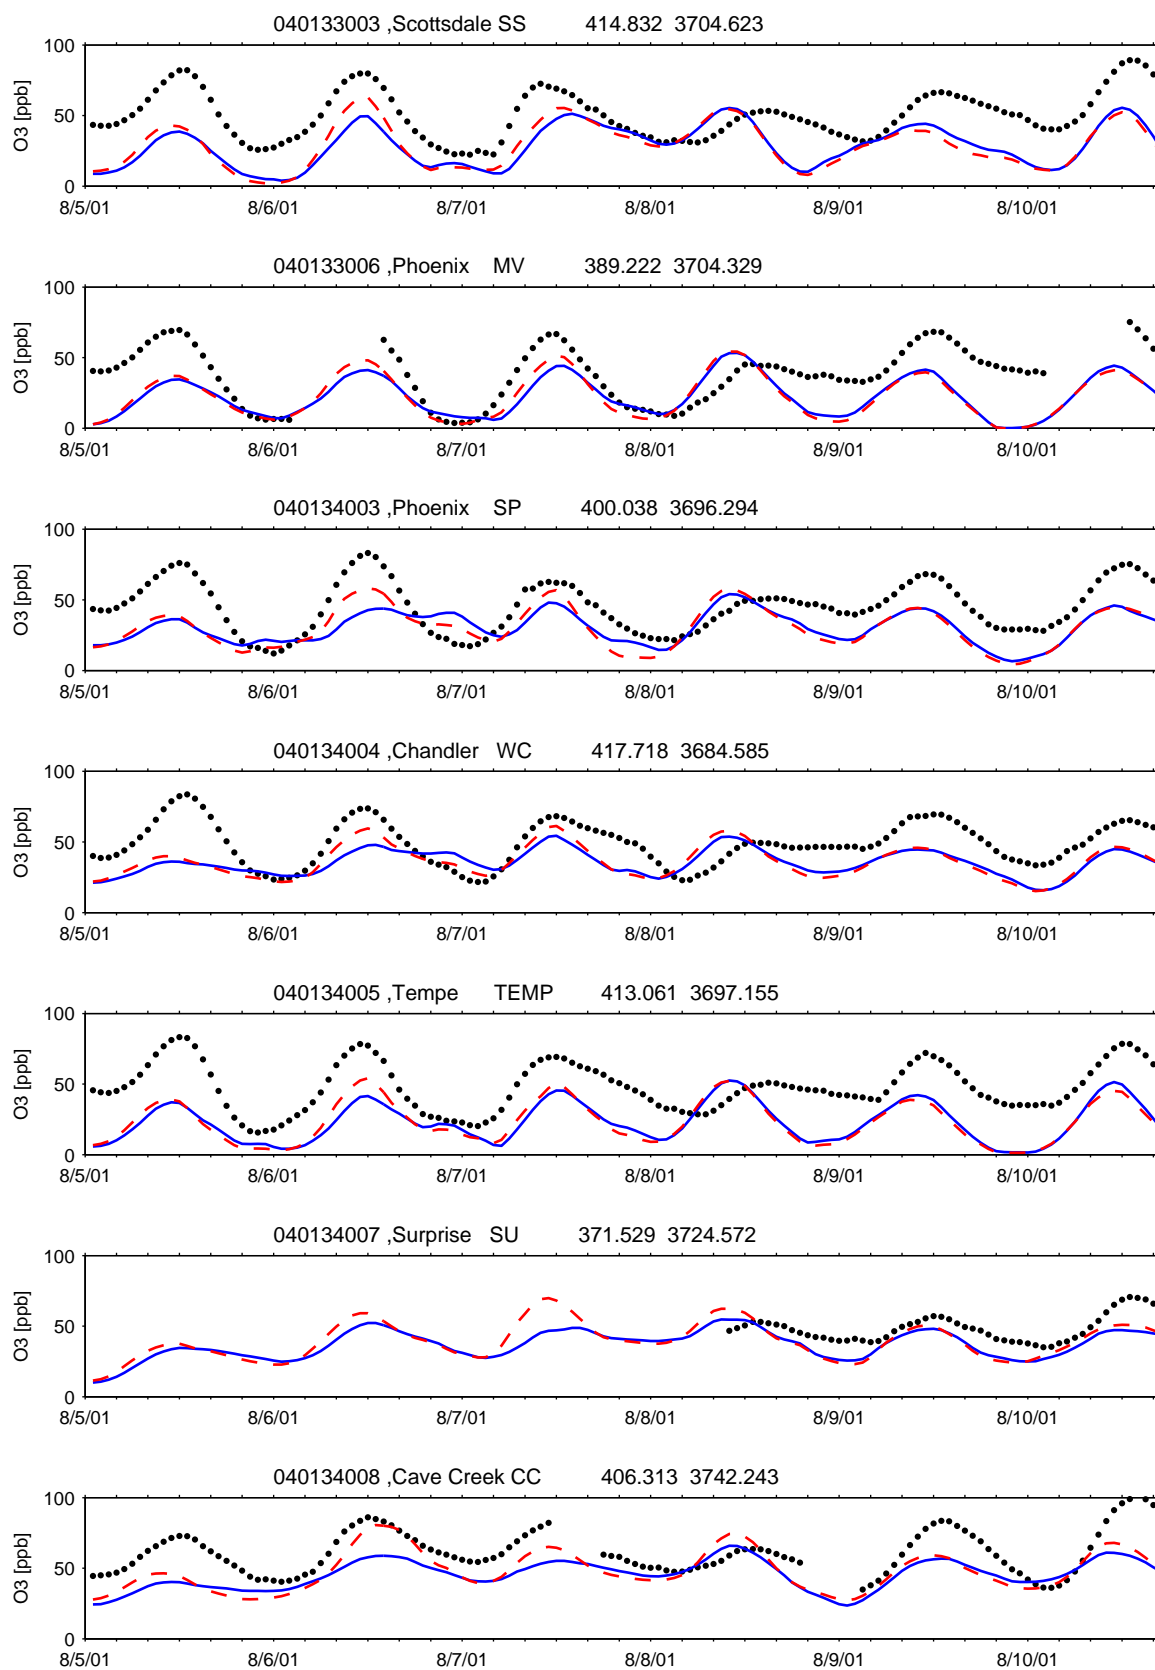 040133003 ,Scottsdale SS 414.832 3704.623
100
50
0
O3 [ppb]
8/5/01 8/6/01 8/7/01 8/8/01 8/9/01 8/10/01
040133006 ,Phoenix MV 389.222 3704.329
100
50
0
O3 [ppb]
8/5/01 8/6/01 8/7/01 8/8/01 8/9/01 8/10/01
040134003 ,Phoenix SP 400.038 3696.294
100
50
0
O3 [ppb]
8/5/01 8/6/01 8/7/01 8/8/01 8/9/01 8/10/01
040134004 ,Chandler WC 417.718 3684.585
100
50
0
O3 [ppb]
8/5/01 8/6/01 8/7/01 8/8/01 8/9/01 8/10/01
040134005 ,Tempe TEMP 413.061 3697.155
100
50
0
O3 [ppb]
8/5/01 8/6/01 8/7/01 8/8/01 8/9/01 8/10/01
040134007 ,Surprise SU 371.529 3724.572
100
50
0
O3 [ppb]
8/5/01 8/6/01 8/7/01 8/8/01 8/9/01 8/10/01
040134008 ,Cave Creek CC 406.313 3742.243
100
50
0
O3 [ppb]
8/5/01 8/6/01 8/7/01 8/8/01 8/9/01 8/10/01